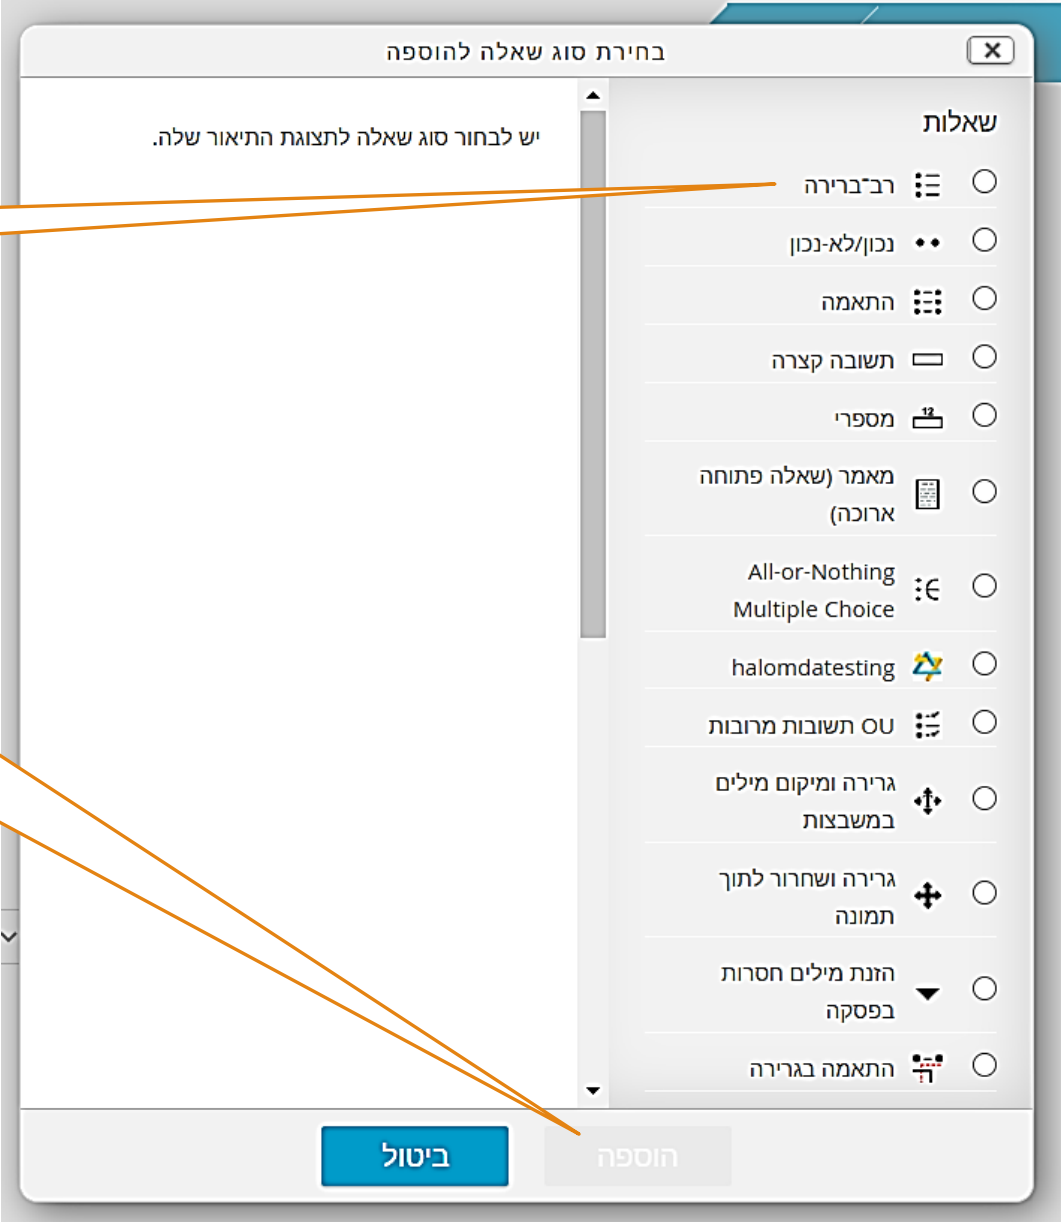 בחירת סוג שאלה להוספה
שאלות
רב־ברירה
נכון/לא-נכון
התאמה
תשובה קצרה
12
מספרי
מאמר (שאלה פתוחה
ארוכה)
All-or-Nothing
Multiple Choice
halomdatesting
OU תשובות מרובות
גרירה ומיקום מילים
במשבצות
גרירה ושחרור לתוך
תמונה
הזנת מילים חסרות
בפסקה
התאמה בגרירה
יש לבחור סוג שאלה לתצוגת התיאור שלה.
הוספה
ביטול